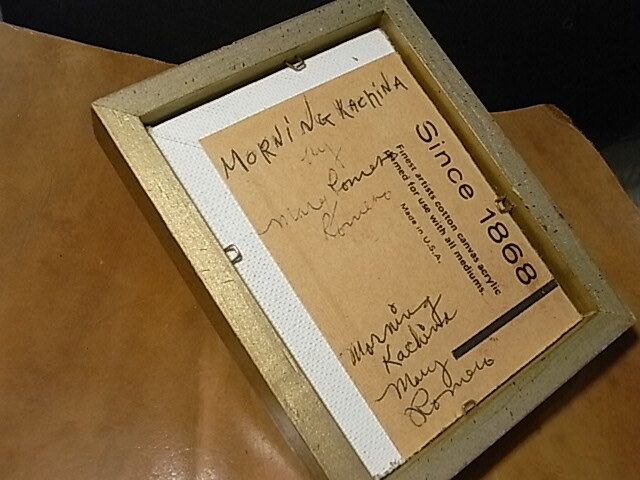 MORNiNG KACHiNA
by
Mary Romero
Romero
Since 1868
Finest artists cotton canvas acrylic
primed for use with all mediums.
Made in U.S.A.
Morning
Kachina
Mary
Romero